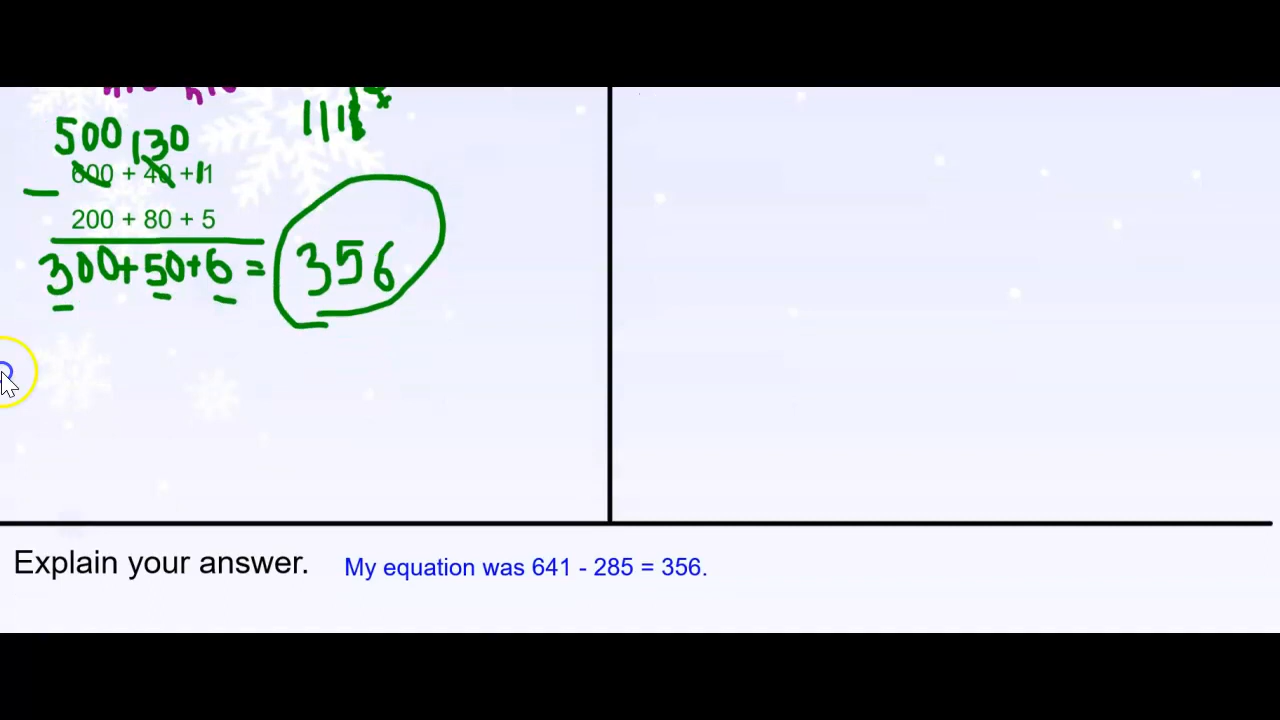 500 130
− 600 + 40 + 11
200 + 80 + 5
300 + 50 + 6 = 356
Explain your answer. My equation was 641 - 285 = 356.